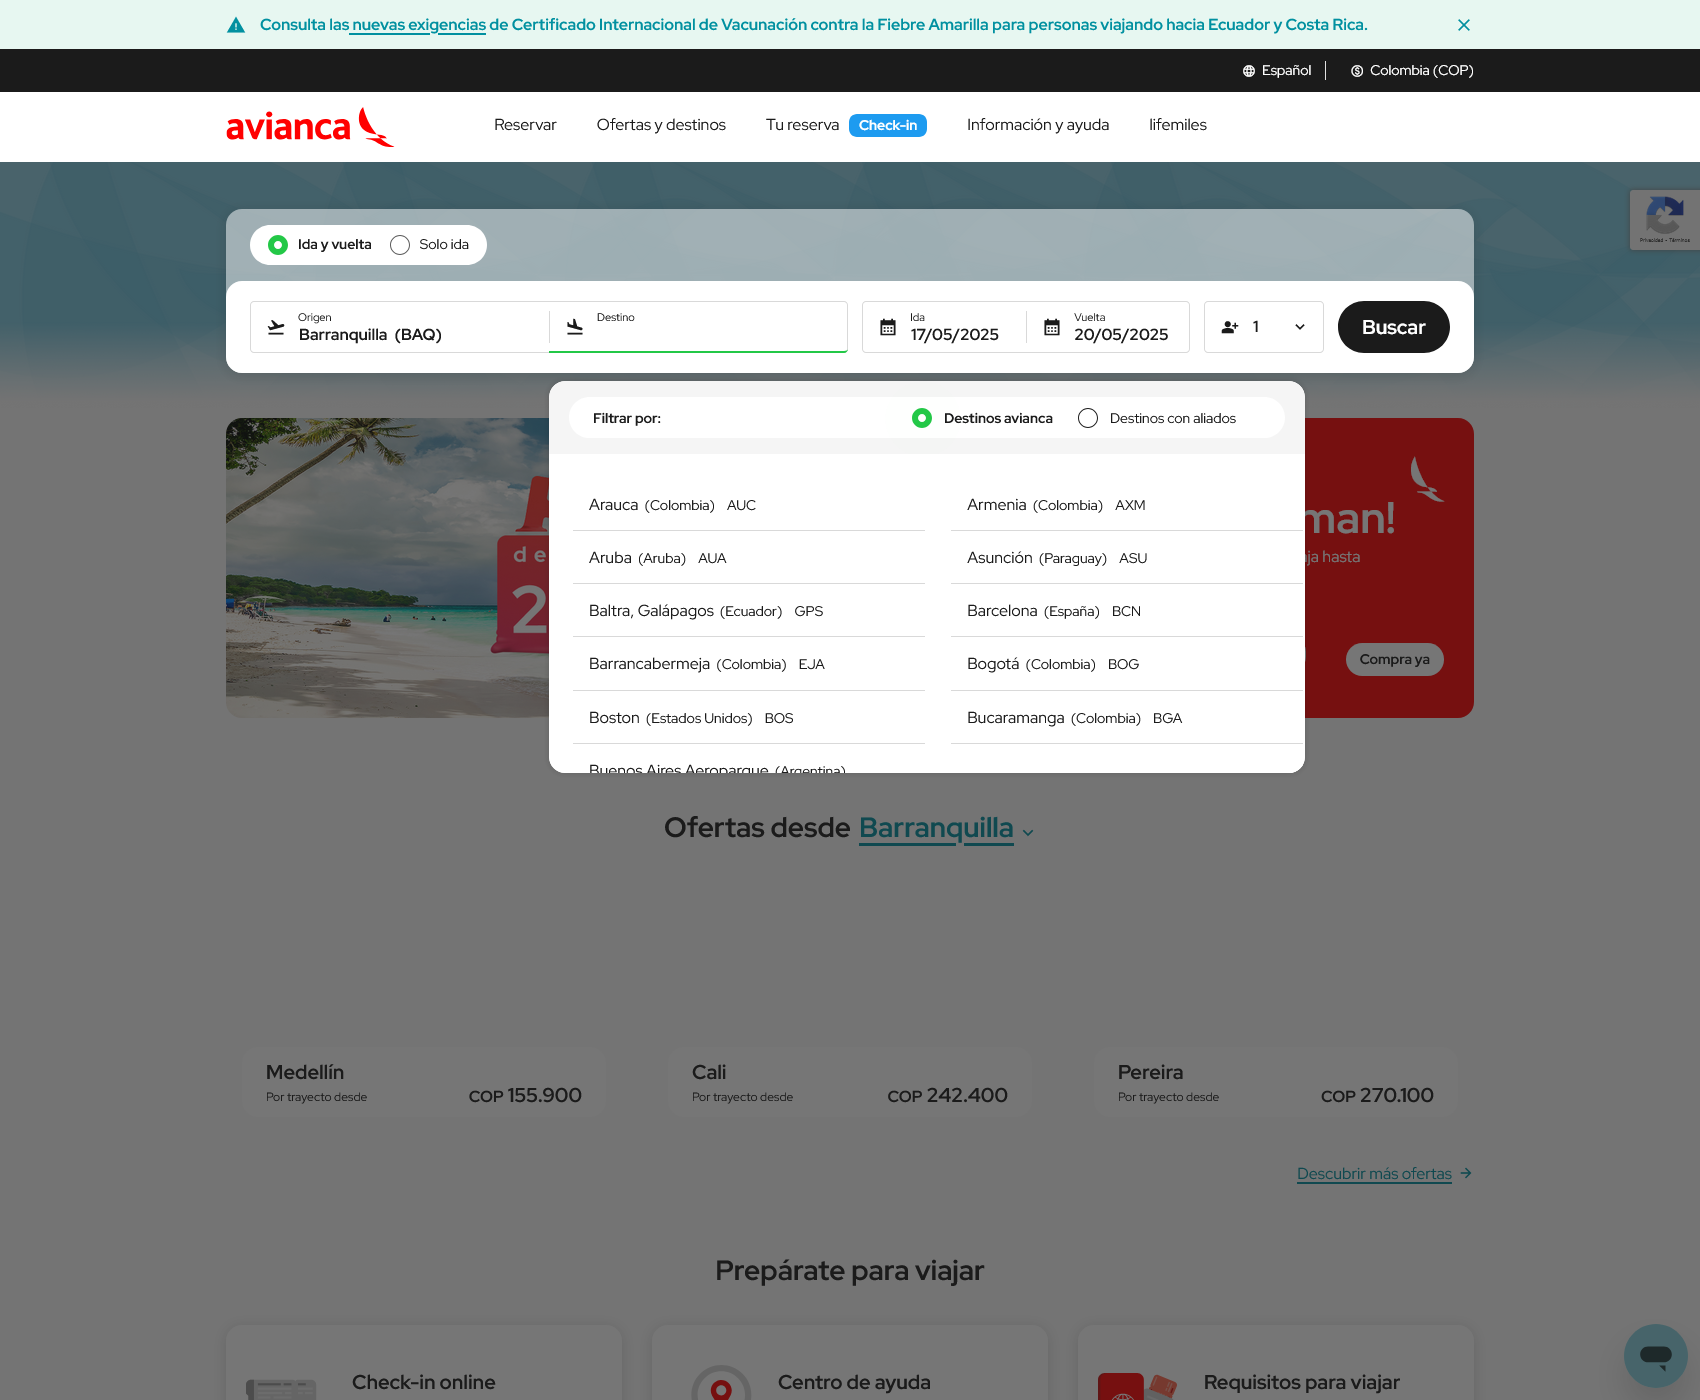 Consulta las nuevas exigencias de Certificado Internacional de Vacunación contra la Fiebre Amarilla para personas viajando hacia Ecuador y Costa Rica.
Español
Colombia (COP)
avianca
Reservar
Ofertas y destinos
Tu reserva
Check-in
Información y ayuda
lifemiles
Ida y vuelta
Solo ida
Origen
Barranquilla (BAQ)
Destino
Ida
17/05/2025
Vuelta
20/05/2025
1
Buscar
Privacidad - Términos
Filtrar por:
Destinos avianca
Destinos con aliados
Arauca (Colombia) AUC
Armenia (Colombia) AXM
Aruba (Aruba) AUA
Asunción (Paraguay) ASU
Baltra, Galápagos (Ecuador) GPS
Barcelona (España) BCN
Barrancabermeja (Colombia) EJA
Bogotá (Colombia) BOG
Boston (Estados Unidos) BOS
Bucaramanga (Colombia) BGA
Buenos Aires Aeroparque (Argentina)
de
2
man!
ja hasta
Compra ya
Ofertas desde Barranquilla
Medellín
Por trayecto desde
COP 155.900
Cali
Por trayecto desde
COP 242.400
Pereira
Por trayecto desde
COP 270.100
Descubrir más ofertas
Prepárate para viajar
Check-in online
Centro de ayuda
Requisitos para viajar